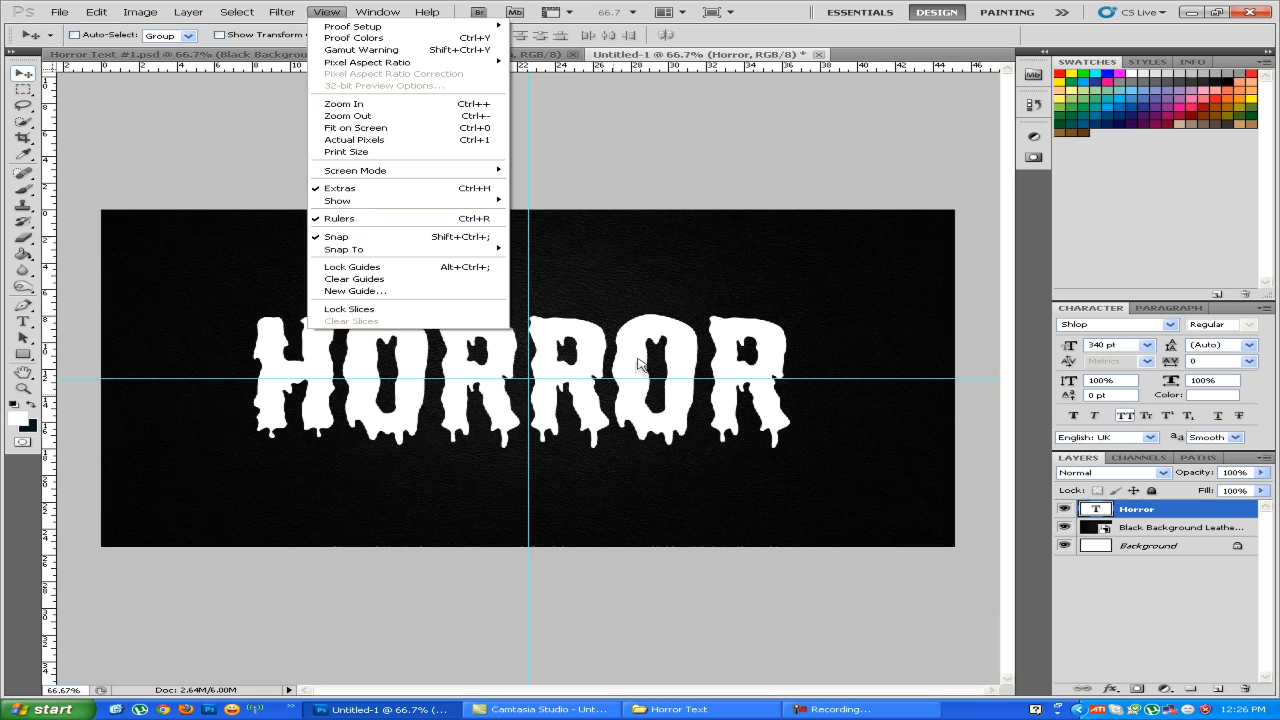 Ps File Edit Image Layer Select Filter View Window Help Br Mb 66.7 ESSENTIALS DESIGN PAINTING CS Live
Auto-Select: Group Show Transform
Horror Text #1.psd @ 66.7% (Black Backgrou RGB/8) Untitled-1 @ 66.7% (Horror, RGB/8) *
Proof Setup
Proof Colors Ctrl+Y
Gamut Warning Shift+Ctrl+Y
Pixel Aspect Ratio
Pixel Aspect Ratio Correction
32-bit Preview Options...
Zoom In Ctrl++
Zoom Out Ctrl+-
Fit on Screen Ctrl+0
Actual Pixels Ctrl+1
Print Size
Screen Mode
Extras Ctrl+H
Show
Rulers Ctrl+R
Snap Shift+Ctrl+;
Snap To
Lock Guides Alt+Ctrl+;
Clear Guides
New Guide...
Lock Slices
Clear Slices
HORROR
SWATCHES STYLES INFO
Mb
CHARACTER PARAGRAPH
Shlop Regular
340 pt (Auto)
Metrics 0
100% 100%
0 pt Color:
T T TT Tr T¹ T₁ T T
English: UK aa Smooth
LAYERS CHANNELS PATHS
Normal Opacity: 100%
Lock: Fill: 100%
T Horror
Black Background Leathe...
Background
66.67% Doc: 2.64M/6.00M
start Untitled-1 @ 66.7% (... Camtasia Studio - Unt... Horror Text Recording... 12:26 PM